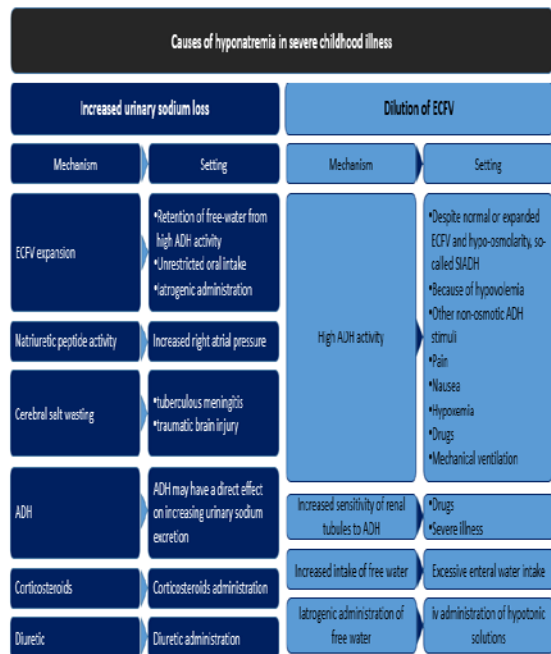 Causes of hyponatremia in severe childhood illness
Increased urinary sodium loss
Mechanism
Setting
ECFV expansion
•Retention of free-water from
high ADH activity
•Unrestricted oral intake
•Iatrogenic administration
Natriuretic peptide activity
Increased right atrial pressure
Cerebral salt wasting
•tuberculous meningitis
•traumatic brain injury
ADH
ADH may have a direct effect
on increasing urinary sodium
excretion
Corticosteroids
Corticosteroids administration
Diuretic
Diuretic administration
Dilution of ECFV
Mechanism
Setting
High ADH activity
•Despite normal or expanded
ECFV and hypo-osmolarity, so-
called SIADH
•Because of hypovolemia
•Other non-osmotic ADH
stimuli
•Pain
•Nausea
•Hypoxemia
•Drugs
•Mechanical ventilation
Increased sensitivity of renal
tubules to ADH
•Drugs
•Severe illness
Increased intake of free water
Excessive enteral water intake
Iatrogenic administration of
free water
iv administration of hypotonic
solutions